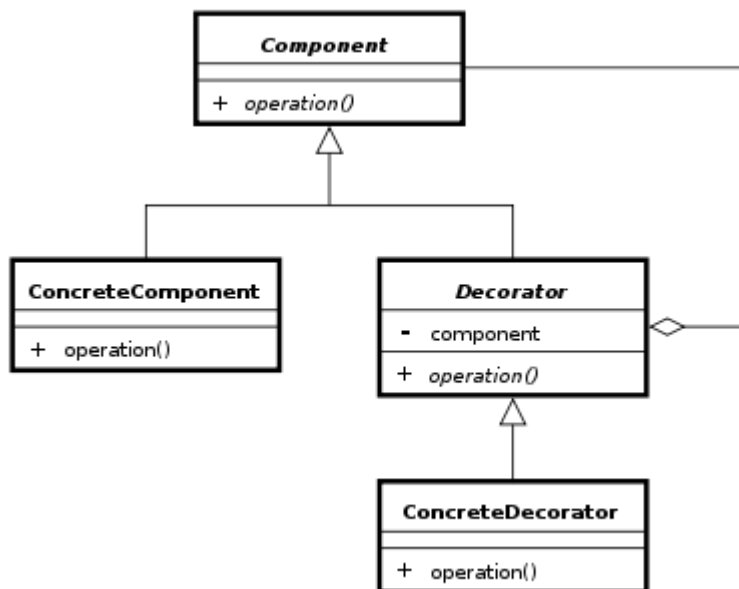 Component
+ operation()
ConcreteComponent
+ operation()
Decorator
- component
+ operation()
ConcreteDecorator
+ operation()